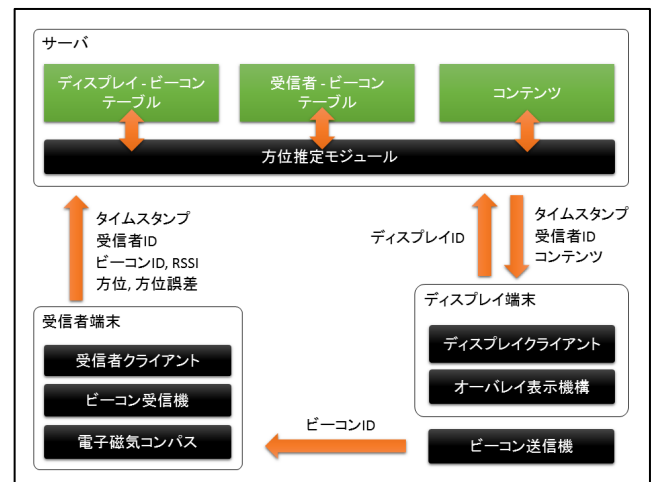 サーバ
ディスプレイ - ビーコン
テーブル
受信者 - ビーコン
テーブル
コンテンツ
方位推定モジュール
タイムスタンプ
受信者ID
ビーコンID, RSSI
方位, 方位誤差
ディスプレイID
タイムスタンプ
受信者ID
コンテンツ
受信者端末
受信者クライアント
ビーコン受信機
電子磁気コンパス
ビーコンID
ディスプレイ端末
ディスプレイクライアント
オーバレイ表示機構
ビーコン送信機